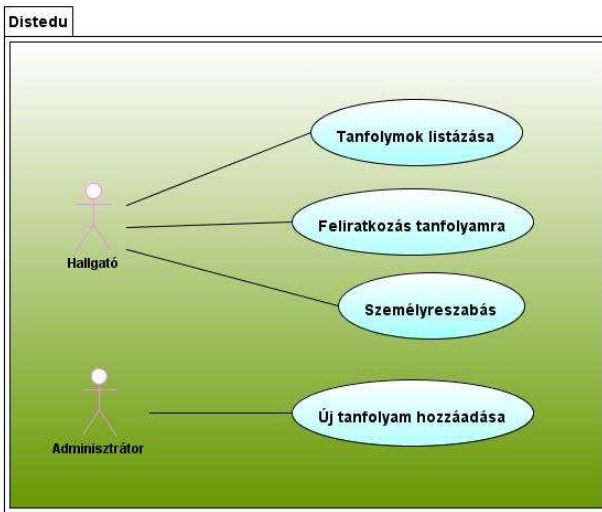 Distedu
Tanfolymok listázása
Feliratkozás tanfolyamra
Hallgató
Személyreszabás
Új tanfolyam hozzáadása
Adminisztrátor